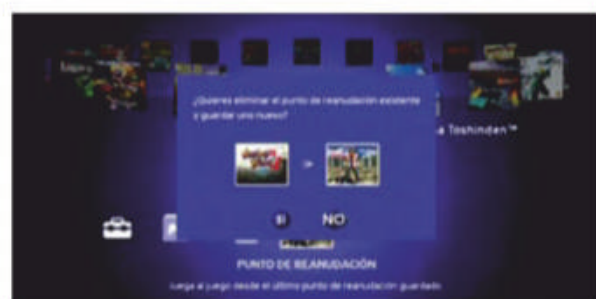 ¿Quieres eliminar el punto de reanudación existente
y guardar uno nuevo?
a Toshinden™
SÍ NO
PUNTO DE REANUDACIÓN
Juega al juego desde el último punto de reanudación guardado